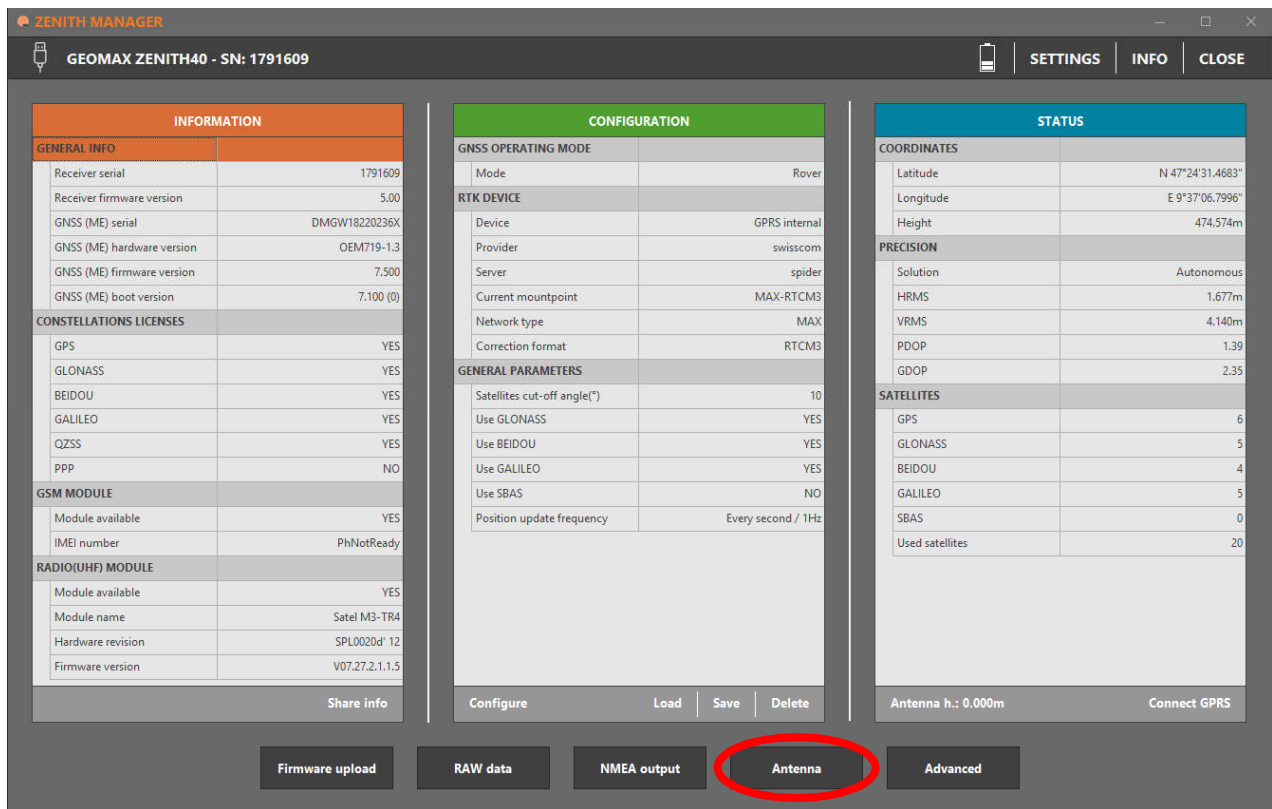 ZENITH MANAGER
GEOMAX ZENITH40 - SN: 1791609
SETTINGS INFO CLOSE
INFORMATION
GENERAL INFO
Receiver serial 1791609
Receiver firmware version 5.00
GNSS (ME) serial DMGW18220236X
GNSS (ME) hardware version OEM719-1.3
GNSS (ME) firmware version 7.500
GNSS (ME) boot version 7.100 (0)
CONSTELLATIONS LICENSES
GPS YES
GLONASS YES
BEIDOU YES
GALILEO YES
QZSS YES
PPP NO
GSM MODULE
Module available YES
IMEI number PhNotReady
RADIO(UHF) MODULE
Module available YES
Module name Satel M3-TR4
Hardware revision SPL0020d' 12
Firmware version V07.27.2.1.1.5
Share info
CONFIGURATION
GNSS OPERATING MODE
Mode Rover
RTK DEVICE
Device GPRS internal
Provider swisscom
Server spider
Current mountpoint MAX-RTCM3
Network type MAX
Correction format RTCM3
GENERAL PARAMETERS
Satellites cut-off angle(°) 10
Use GLONASS YES
Use BEIDOU YES
Use GALILEO YES
Use SBAS NO
Position update frequency Every second / 1Hz
Configure Load Save Delete
STATUS
COORDINATES
Latitude N 47°24'31.4683"
Longitude E 9°37'06.7996"
Height 474.574m
PRECISION
Solution Autonomous
HRMS 1.677m
VRMS 4.140m
PDOP 1.39
GDOP 2.35
SATELLITES
GPS 6
GLONASS 5
BEIDOU 4
GALILEO 5
SBAS 0
Used satellites 20
Antenna h.: 0.000m Connect GPRS
Firmware upload RAW data NMEA output Antenna Advanced